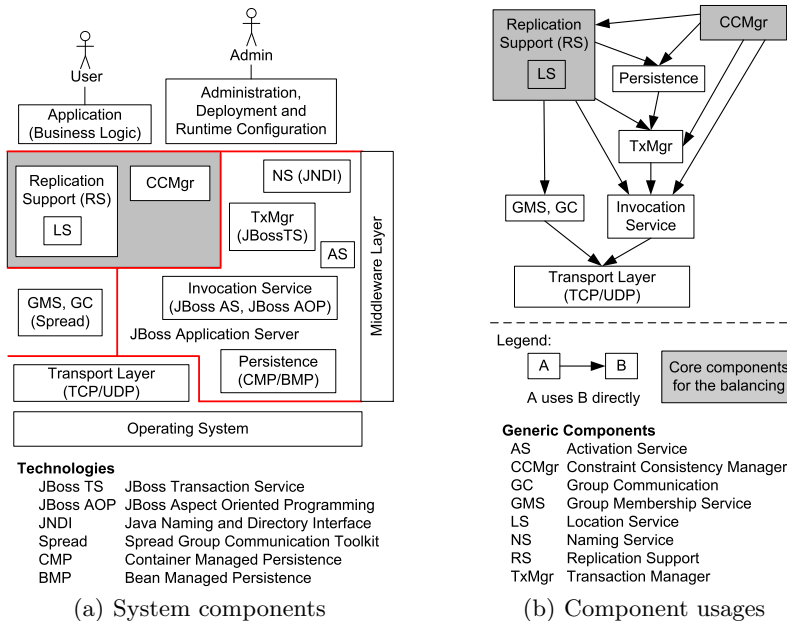 User
Admin
Application
(Business Logic)
Administration,
Deployment and
Runtime Configuration
Replication
Support (RS)
LS
CCMgr
NS (JNDI)
TxMgr
(JBossTS)
AS
Middleware Layer
GMS, GC
(Spread)
Invocation Service
(JBoss AS, JBoss AOP)
JBoss Application Server
Persistence
(CMP/BMP)
Transport Layer
(TCP/UDP)
Operating System
Technologies
JBoss TS JBoss Transaction Service
JBoss AOP JBoss Aspect Oriented Programming
JNDI Java Naming and Directory Interface
Spread Spread Group Communication Toolkit
CMP Container Managed Persistence
BMP Bean Managed Persistence
(a) System components
Replication
Support (RS)
LS
CCMgr
Persistence
TxMgr
GMS, GC
Invocation
Service
Transport Layer
(TCP/UDP)
Legend:
A
B
A uses B directly
Core components
for the balancing
Generic Components
AS Activation Service
CCMgr Constraint Consistency Manager
GC Group Communication
GMS Group Membership Service
LS Location Service
NS Naming Service
RS Replication Support
TxMgr Transaction Manager
(b) Component usages